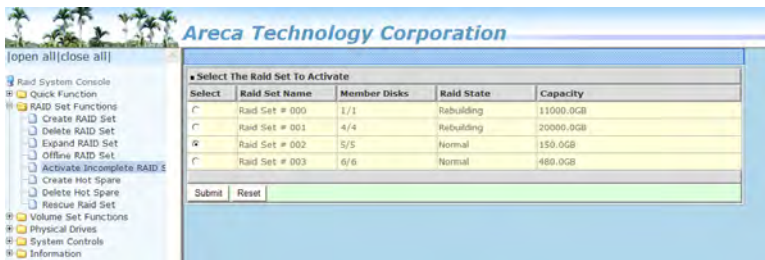 Areca Technology Corporation
|open all|close all|
Raid System Console
Quick Function
RAID Set Functions
Create RAID Set
Delete RAID Set
Expand RAID Set
Offline RAID Set
Activate Incomplete RAID S
Create Hot Spare
Delete Hot Spare
Rescue Raid Set
Volume Set Functions
Physical Drives
System Controls
Information
Select The Raid Set To Activate
Select Raid Set Name Member Disks Raid State Capacity
Raid Set # 000 1/1 Rebuilding 11000.0GB
Raid Set # 001 4/4 Rebuilding 20000.0GB
Raid Set # 002 5/5 Normal 150.0GB
Raid Set # 003 6/6 Normal 480.0GB
Submit Reset